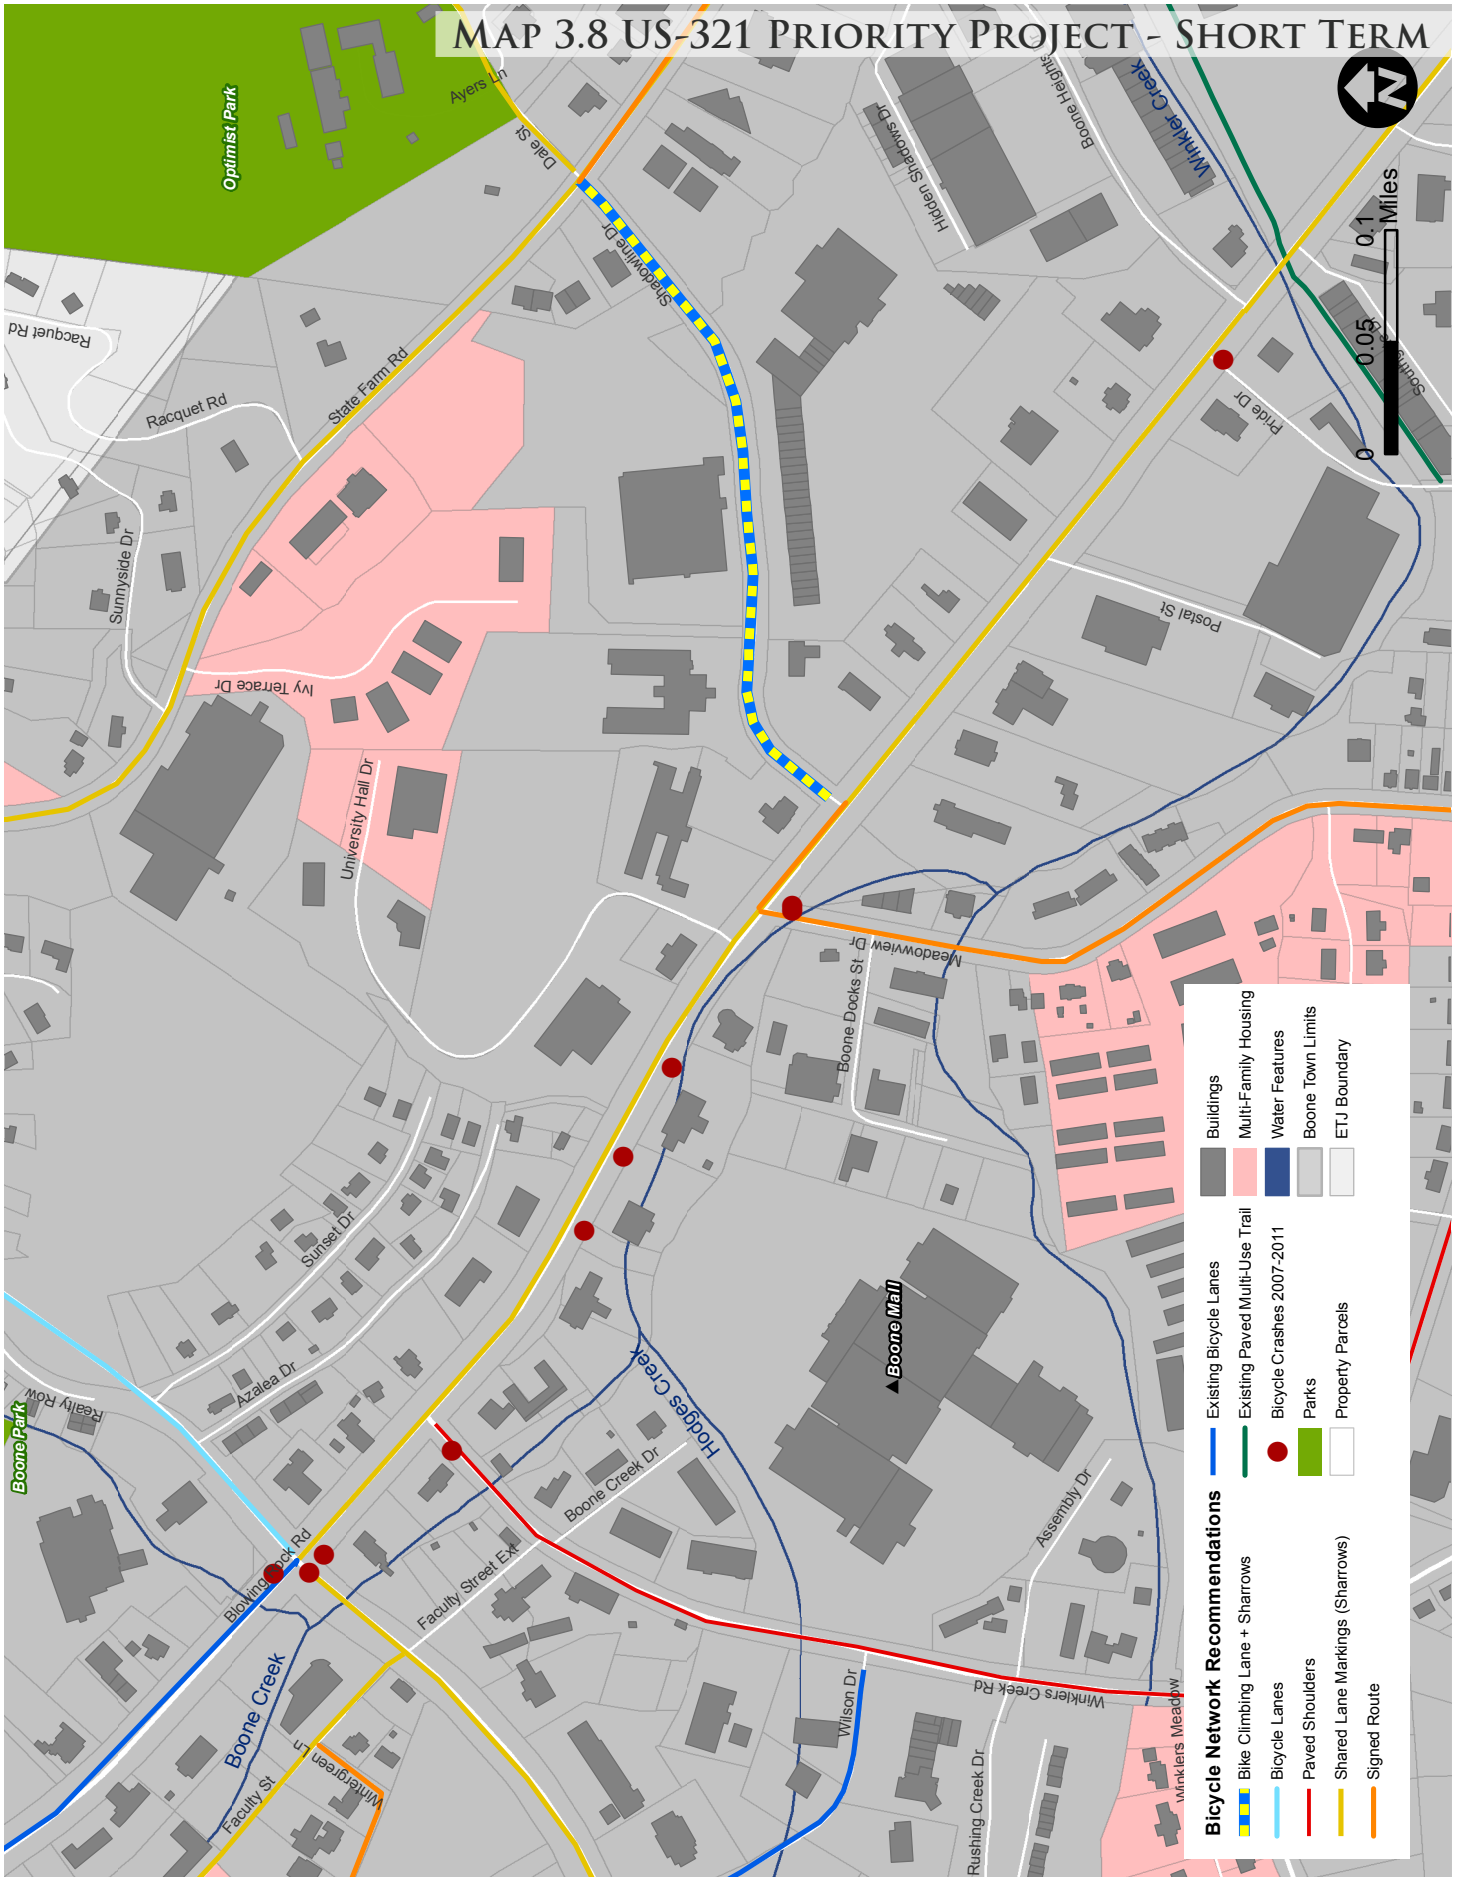 MAP 3.8 US-321 PRIORITY PROJECT - SHORT TERM
N
Optimist Park
Ayers Ln
Dale St
Boone Heights
Winkler Creek
Hidden Shadows Dr
Shadowline Dr
Racquet Rd
Racquet Rd
State Farm Rd
Sunnyside Dr
Ivy Terrace Dr
University Hall Dr
Pride Dr
Postal St
0
0.05
0.1
Miles
Meadowview Dr
Boone Docks St
Sunset Dr
Azalea Dr
Realty Row
Boone Park
Boone Mall
Hodges Creek
Boone Creek Dr
Blowing Rock Rd
Faculty Street Ext
Assembly Dr
Boone Creek
Faculty St
Wintergreen Ln
Wilson Dr
Winklers Creek Rd
Rushing Creek Dr
Winklers Meadow
Bicycle Network Recommendations
Bike Climbing Lane + Sharrows
Bicycle Lanes
Paved Shoulders
Shared Lane Markings (Sharrows)
Signed Route
Existing Bicycle Lanes
Existing Paved Multi-Use Trail
Bicycle Crashes 2007-2011
Parks
Property Parcels
Buildings
Multi-Family Housing
Water Features
Boone Town Limits
ETJ Boundary